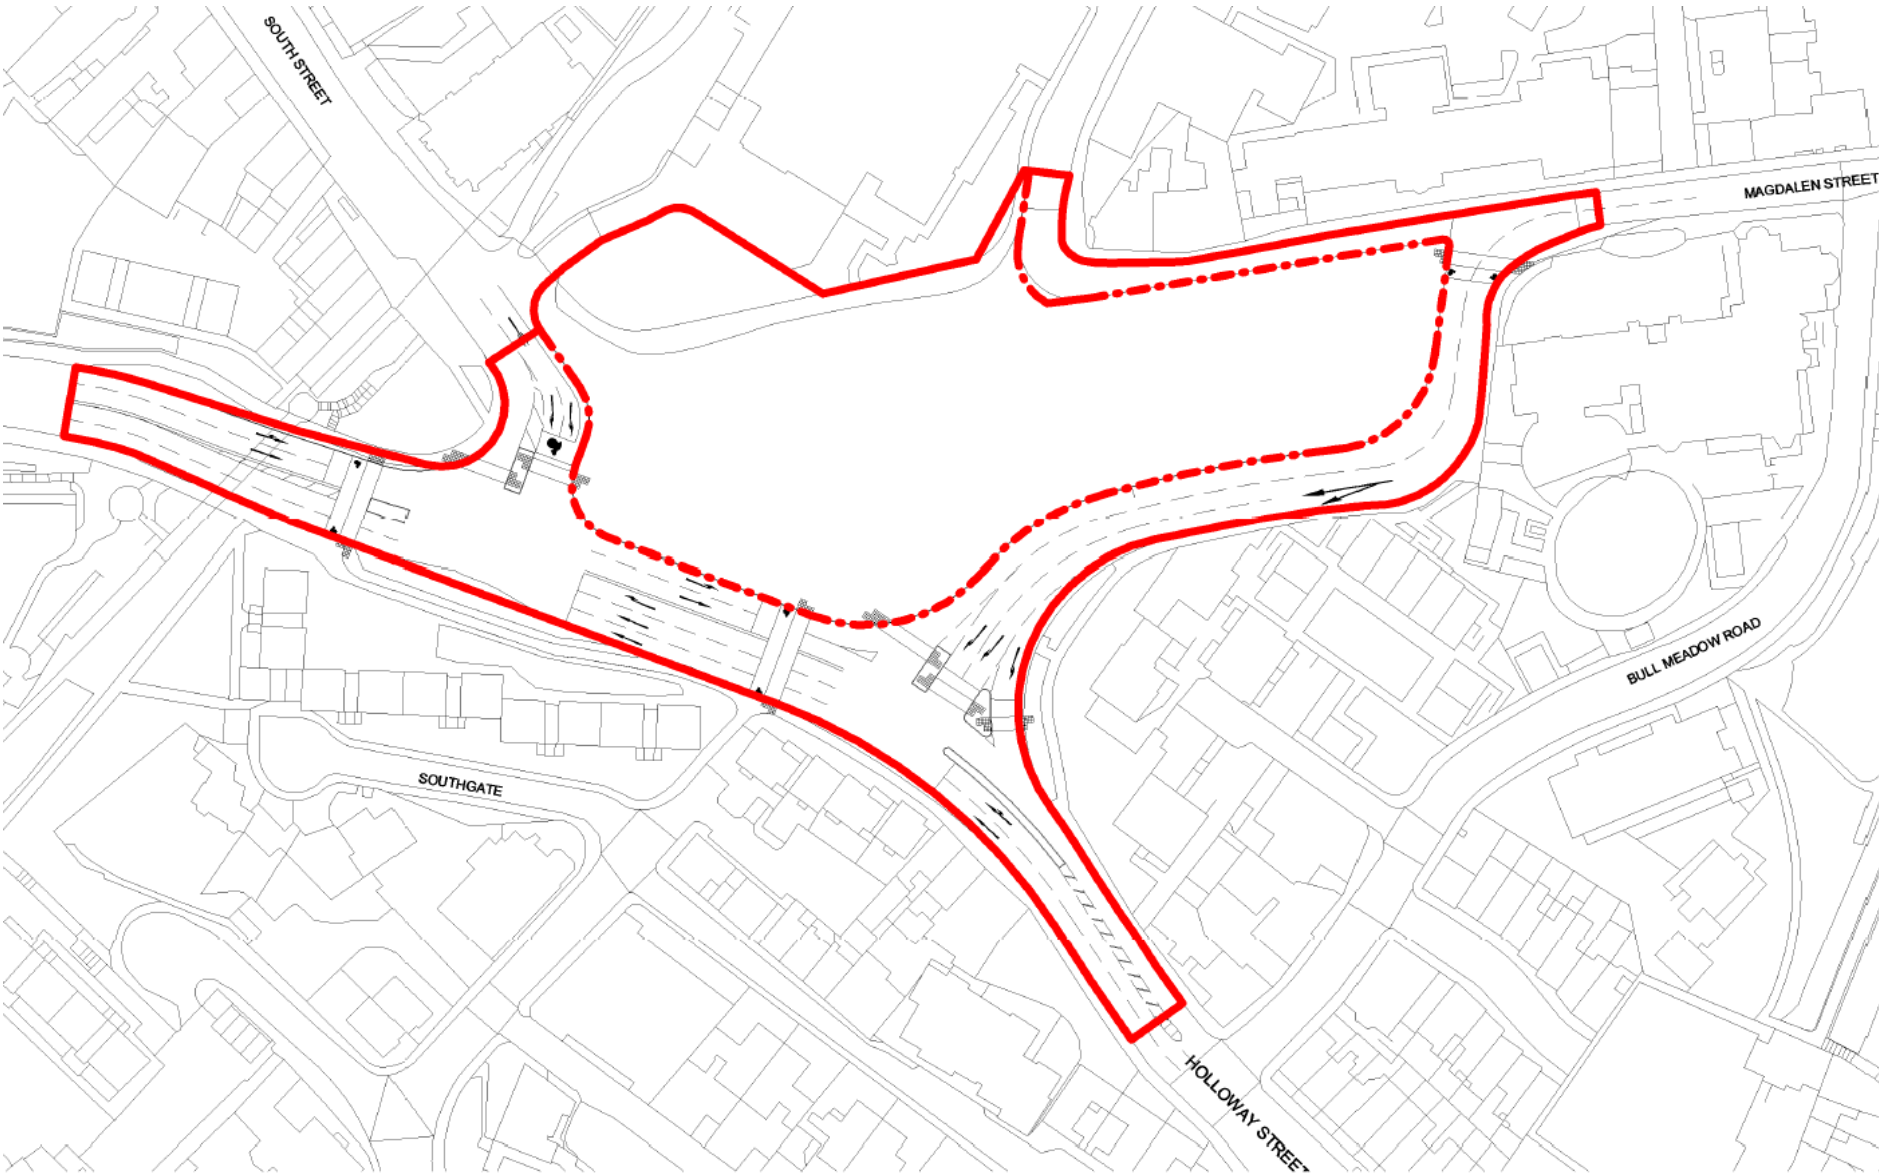 SOUTH STREET
MAGDALEN STREET
BULL MEADOW ROAD
SOUTHGATE
HOLLOWAY STREET